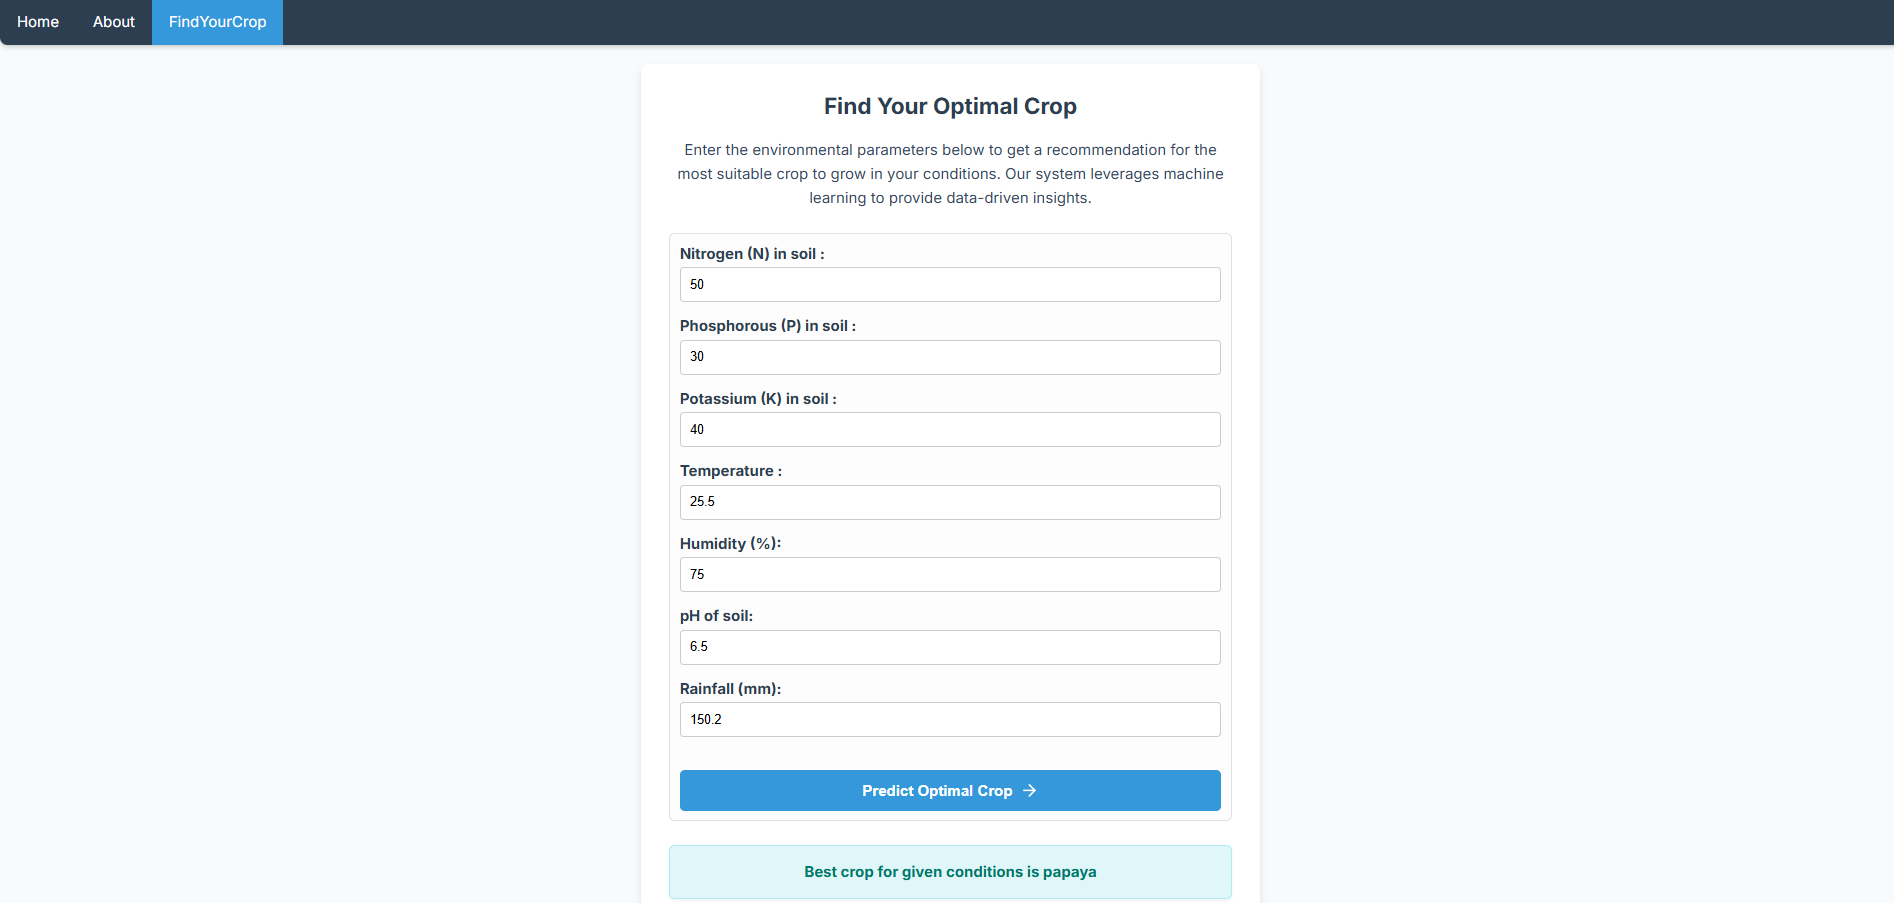 Home About FindYourCrop
Find Your Optimal Crop
Enter the environmental parameters below to get a recommendation for the
most suitable crop to grow in your conditions. Our system leverages machine
learning to provide data-driven insights.
Nitrogen (N) in soil :
50
Phosphorous (P) in soil :
30
Potassium (K) in soil :
40
Temperature :
25.5
Humidity (%):
75
pH of soil:
6.5
Rainfall (mm):
150.2
Predict Optimal Crop →
Best crop for given conditions is papaya